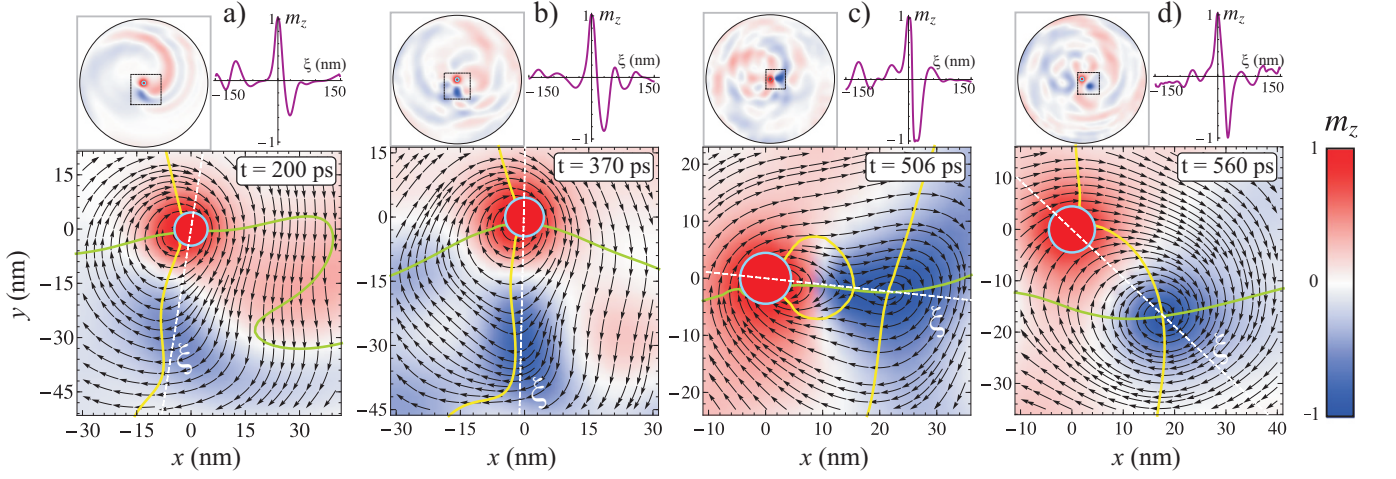 a)
m_z
1
ξ (nm)
−150
150
−1
b)
m_z
1
ξ (nm)
−150
150
−1
c)
m_z
1
ξ (nm)
−150
150
−1
d)
m_z
1
ξ (nm)
−150
150
−1
t = 200 ps
15
0
−15
−30
−45
y (nm)
ξ
−30 −15 0 15 30
x (nm)
t = 370 ps
15
0
−15
−30
−45
ξ
−30 −15 0 15 30
x (nm)
t = 506 ps
20
10
0
−10
−20
ξ
−10 0 10 20 30
x (nm)
t = 560 ps
10
0
−10
−20
−30
ξ
−10 0 10 20 30 40
x (nm)
m_z
1
0
-1